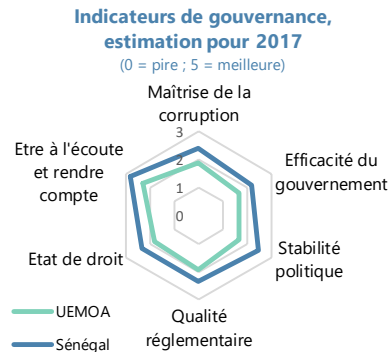 Indicateurs de gouvernance,
estimation pour 2017
(0 = pire ; 5 = meilleure)
Maîtrise de la
corruption
Etre à l'écoute
et rendre
compte
3
2
1
0
Efficacité du
gouvernement
Etat de droit
Stabilité
politique
UEMOA
Sénégal
Qualité
réglementaire